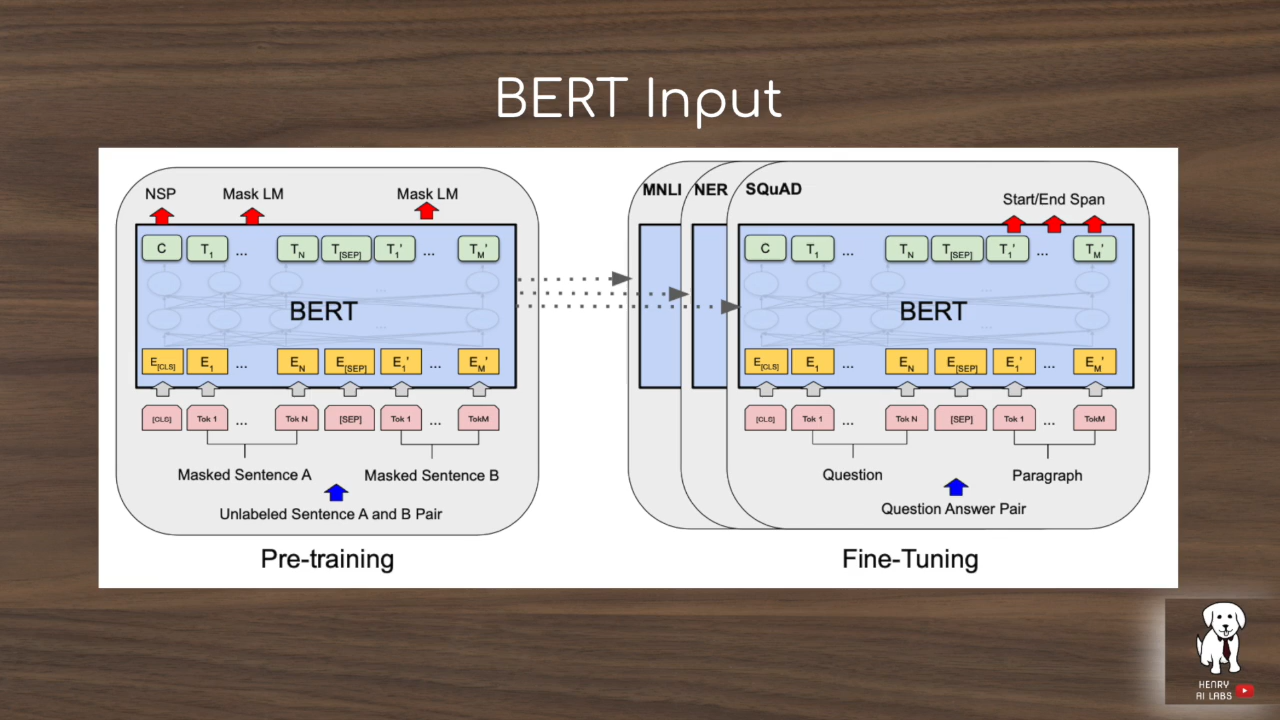 BERT Input
NSP
Mask LM
Mask LM
C
T1
...
TN
T[SEP]
T1'
...
TM'
BERT
E[CLS]
E1
...
EN
E[SEP]
E1'
...
EM'
[CLS]
Tok 1
...
Tok N
[SEP]
Tok 1
...
TokM
Masked Sentence A
Masked Sentence B
Unlabeled Sentence A and B Pair
Pre-training
MNLI
NER
SQuAD
Start/End Span
C
T1
...
TN
T[SEP]
T1'
...
TM'
BERT
E[CLS]
E1
...
EN
E[SEP]
E1'
...
EM'
[CLS]
Tok 1
...
Tok N
[SEP]
Tok 1
...
TokM
Question
Paragraph
Question Answer Pair
Fine-Tuning
HENRY
AI LABS